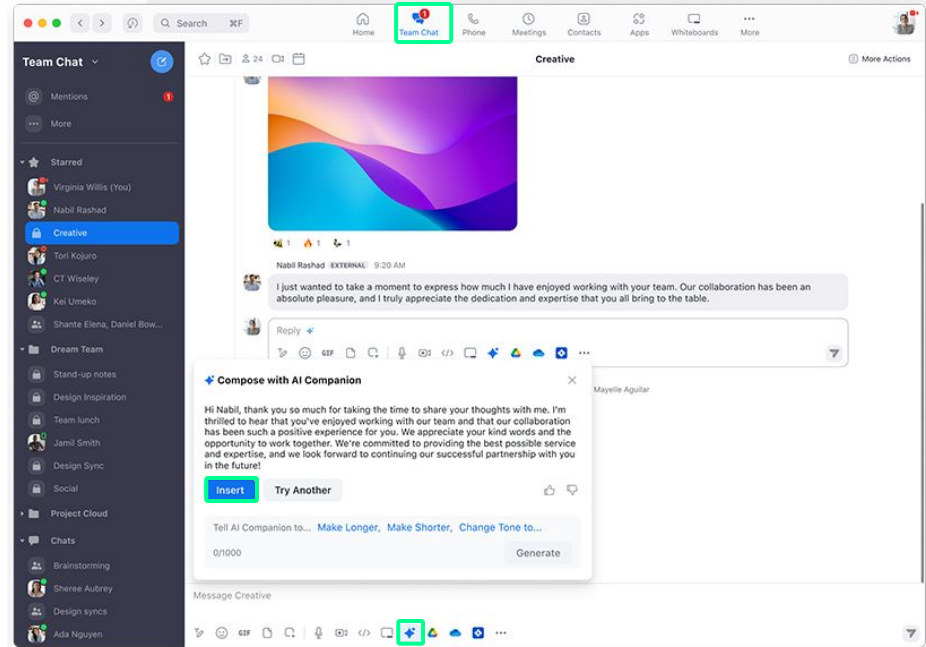 Search ⌘F
Home
Team Chat
1
Phone
Meetings
Contacts
Apps
Whiteboards
More
Team Chat
Mentions
1
More
Starred
Virginia Willis (You)
Nabil Rashad
Creative
Tori Kojuro
CT Wiseley
Kei Umeko
Shante Elena, Daniel Bow...
Dream Team
Stand-up notes
Design Inspiration
Team lunch
Jamil Smith
Design Sync
Social
Project Cloud
Chats
Brainstorming
Sheree Aubrey
Design syncs
Ada Nguyen
24
Creative
More Actions
1 1 1
Nabil Rashad EXTERNAL 9:20 AM
I just wanted to take a moment to express how much I have enjoyed working with your team. Our collaboration has been an
absolute pleasure, and I truly appreciate the dedication and expertise that you all bring to the table.
Reply
GIF
Mayelle Aguilar
Compose with AI Companion
Hi Nabil, thank you so much for taking the time to share your thoughts with me. I'm
thrilled to hear that you've enjoyed working with our team and that our collaboration
has been such a positive experience for you. We appreciate your kind words and the
opportunity to work together. We're committed to providing the best possible service
and expertise, and we look forward to continuing our successful partnership with you
in the future!
Insert Try Another
Tell AI Companion to... Make Longer, Make Shorter, Change Tone to...
0/1000 Generate
Message Creative
GIF